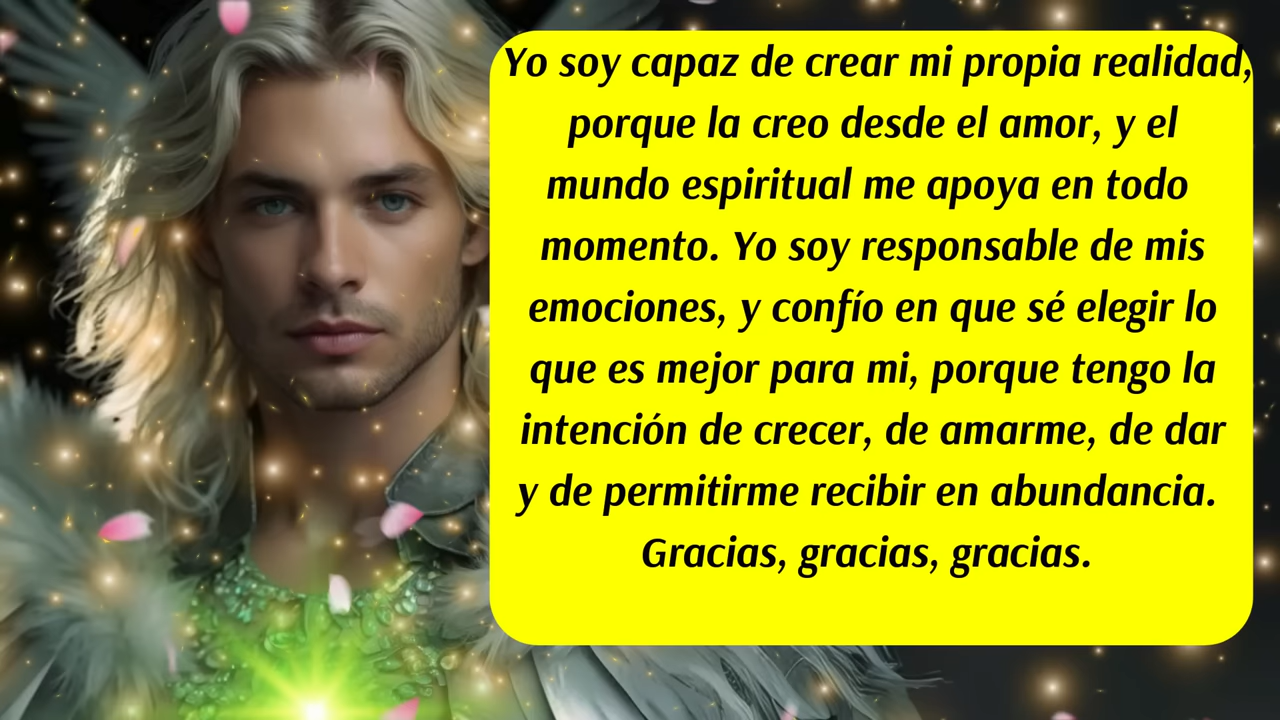 Yo soy capaz de crear mi propia realidad,
porque la creo desde el amor, y el
mundo espiritual me apoya en todo
momento. Yo soy responsable de mis
emociones, y confío en que sé elegir lo
que es mejor para mi, porque tengo la
intención de crecer, de amarme, de dar
y de permitirme recibir en abundancia.
Gracias, gracias, gracias.